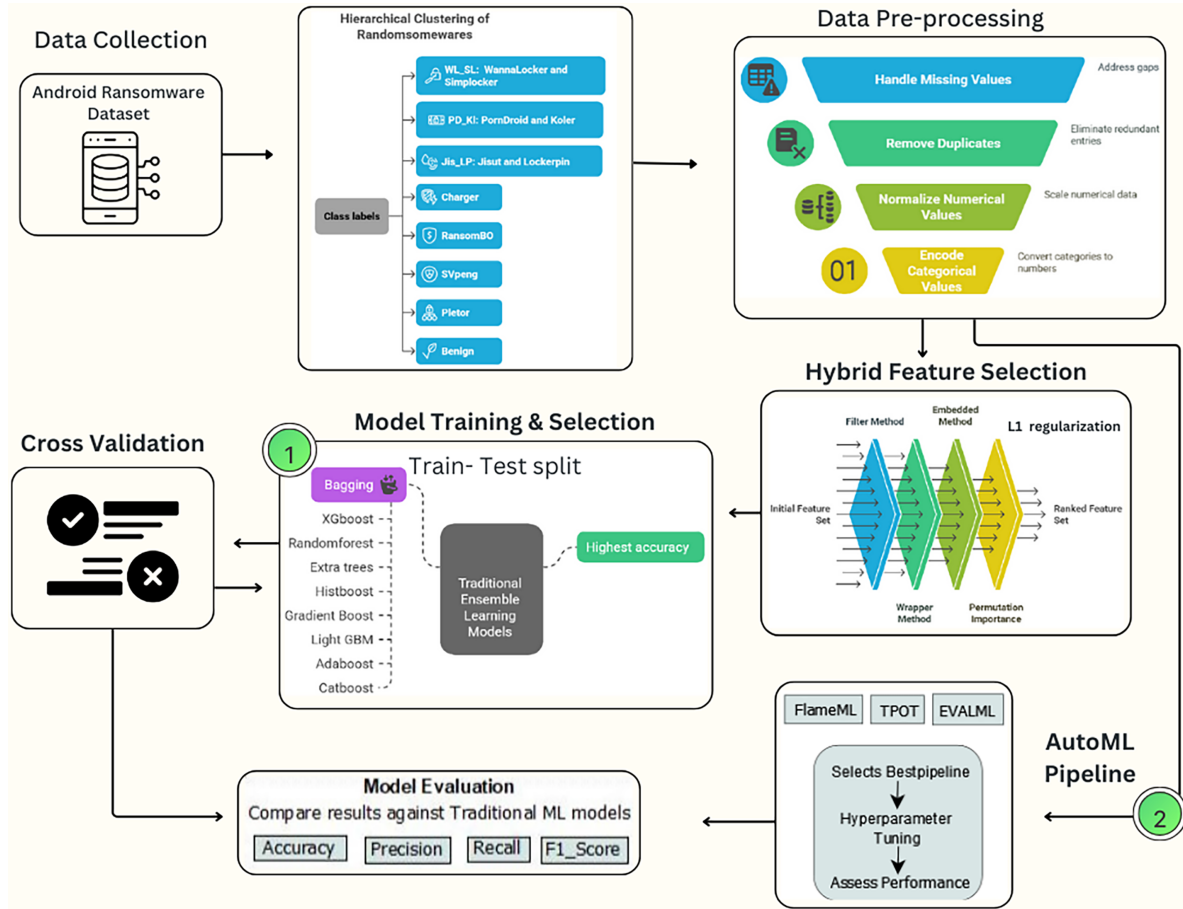 Data Collection
Android Ransomware
Dataset
Hierarchical Clustering of
Randomsomewares
Class labels
WL_SL: WannaLocker and
Simplocker
PD_Kl: PornDroid and Koler
Jis_LP: Jisut and Lockerpin
Charger
RansomBO
SVpeng
Pletor
Benign
Data Pre-processing
Handle Missing Values
Address gaps
Remove Duplicates
Eliminate redundant
entries
Normalize Numerical
Values
Scale numerical data
01
Encode
Categorical
Values
Convert categories to
numbers
Hybrid Feature Selection
Filter Method
Embedded
Method
L1 regularization
Initial Feature
Set
Ranked Feature
Set
Wrapper
Method
Permutation
Importance
Model Training & Selection
1
Train- Test split
Bagging
XGboost
Randomforest
Extra trees
Histboost
Gradient Boost
Light GBM
Adaboost
Catboost
Traditional
Ensemble
Learning
Models
Highest accuracy
Cross Validation
AutoML
Pipeline
2
FlameML
TPOT
EVALML
Selects Bestpipeline
Hyperparameter
Tuning
Assess Performance
Model Evaluation
Compare results against Traditional ML models
Accuracy
Precision
Recall
F1_Score